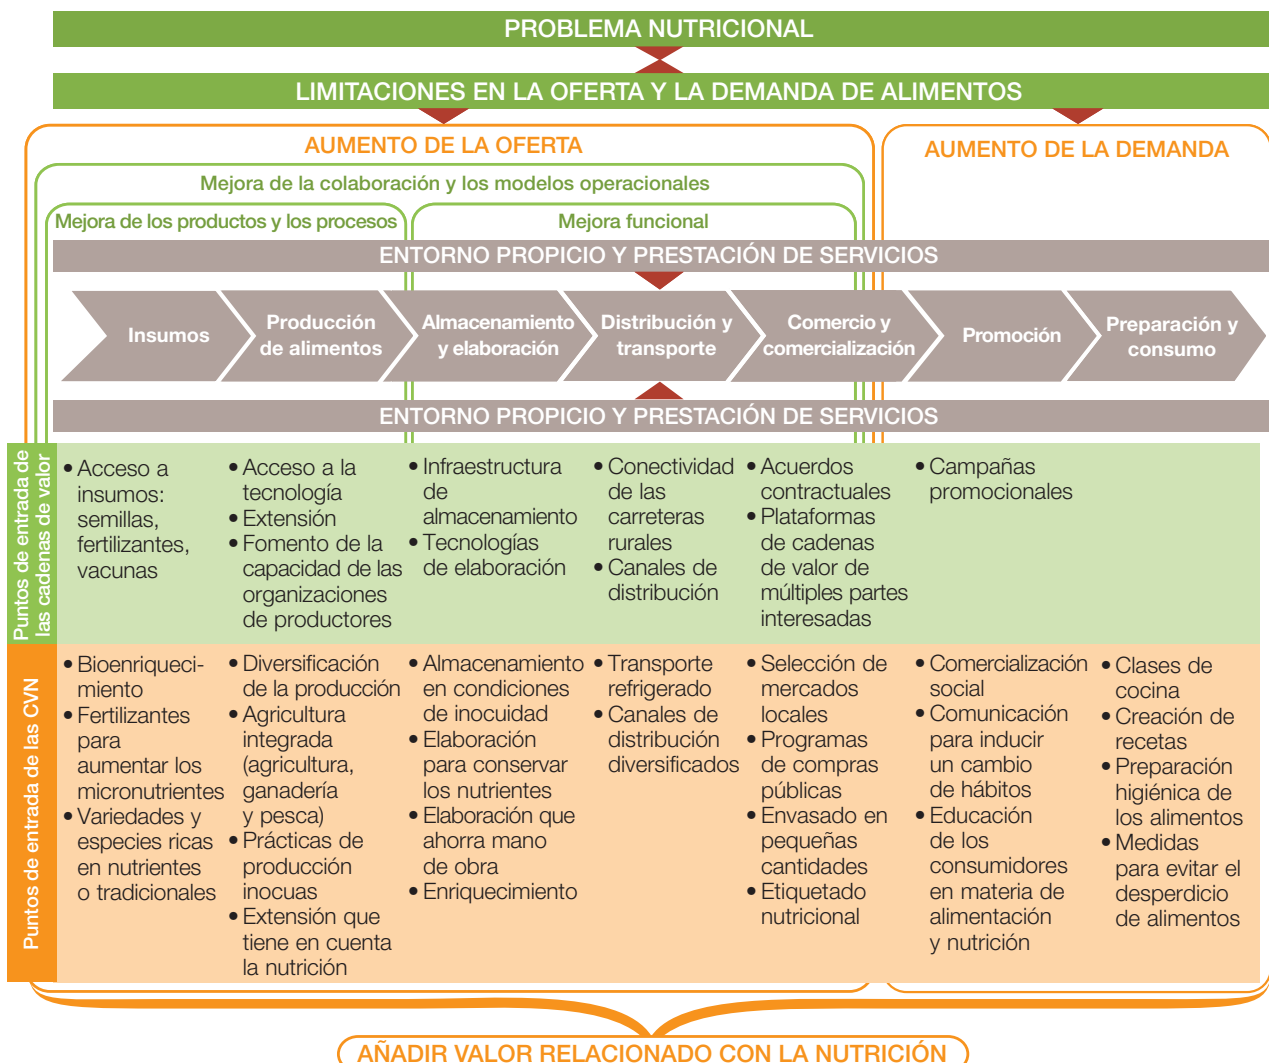 PROBLEMA NUTRICIONAL
LIMITACIONES EN LA OFERTA Y LA DEMANDA DE ALIMENTOS
AUMENTO DE LA OFERTA
AUMENTO DE LA DEMANDA
Mejora de la colaboración y los modelos operacionales
Mejora de los productos y los procesos
Mejora funcional
ENTORNO PROPICIO Y PRESTACIÓN DE SERVICIOS
Insumos
Producción
de alimentos
Almacenamiento
y elaboración
Distribución y
transporte
Comercio y
comercialización
Promoción
Preparación y
consumo
ENTORNO PROPICIO Y PRESTACIÓN DE SERVICIOS
Puntos de entrada de
las cadenas de valor
• Acceso a
insumos:
semillas,
fertilizantes,
vacunas
• Acceso a la
tecnología
• Extensión
• Fomento de la
capacidad de las
organizaciones
de productores
• Infraestructura
de
almacenamiento
• Tecnologías
de elaboración
• Conectividad
de las
carreteras
rurales
• Canales de
distribución
• Acuerdos
contractuales
• Plataformas
de cadenas
de valor de
múltiples partes
interesadas
• Campañas
promocionales
Puntos de entrada de las CVN
• Bioenriqueci-
miento
• Fertilizantes
para
aumentar los
micronutrientes
• Variedades y
especies ricas
en nutrientes
o tradicionales
• Diversificación
de la producción
• Agricultura
integrada
(agricultura,
ganadería
y pesca)
• Prácticas de
producción
inocuas
• Extensión que
tiene en cuenta
la nutrición
• Almacenamiento
en condiciones
de inocuidad
• Elaboración
para conservar
los nutrientes
• Elaboración que
ahorra mano
de obra
• Enriquecimiento
• Transporte
refrigerado
• Canales de
distribución
diversificados
• Selección de
mercados
locales
• Programas
de compras
públicas
• Envasado en
pequeñas
cantidades
• Etiquetado
nutricional
• Comercialización
social
• Comunicación
para inducir
un cambio
de hábitos
• Educación
de los
consumidores
en materia de
alimentación
y nutrición
• Clases de
cocina
• Creación de
recetas
• Preparación
higiénica de
los alimentos
• Medidas
para evitar el
desperdicio
de alimentos
AÑADIR VALOR RELACIONADO CON LA NUTRICIÓN